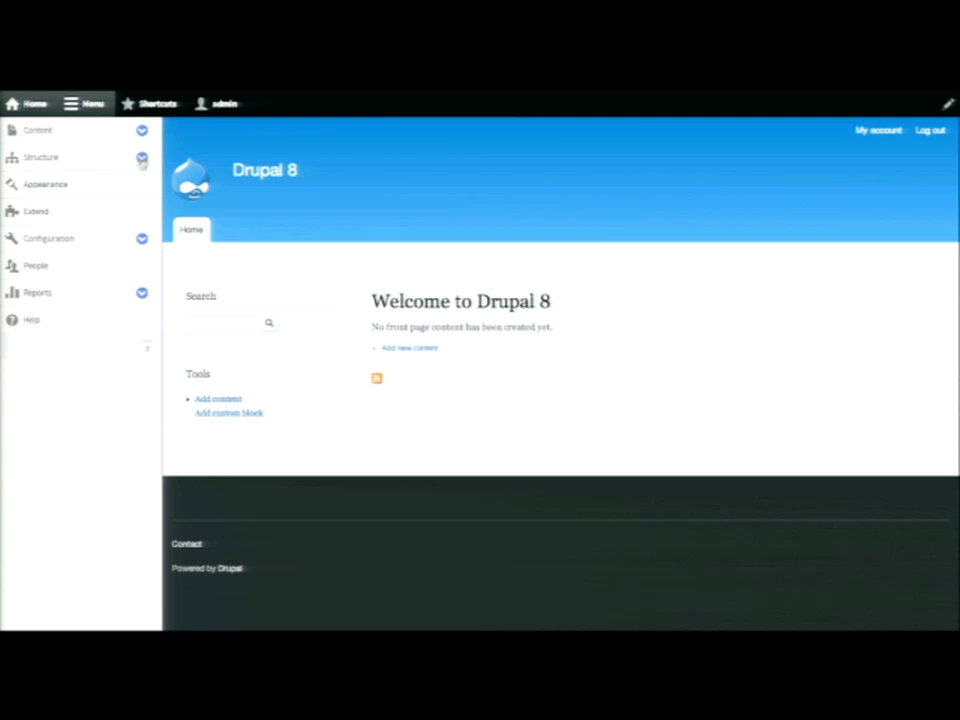 Home Menu Shortcuts admin
My account Log out
Content
Structure
Appearance
Extend
Configuration
People
Reports
Help
Drupal 8
Home
Search
Welcome to Drupal 8
No front page content has been created yet.
Add new content
Tools
Add content
Add custom block
Contact
Powered by Drupal